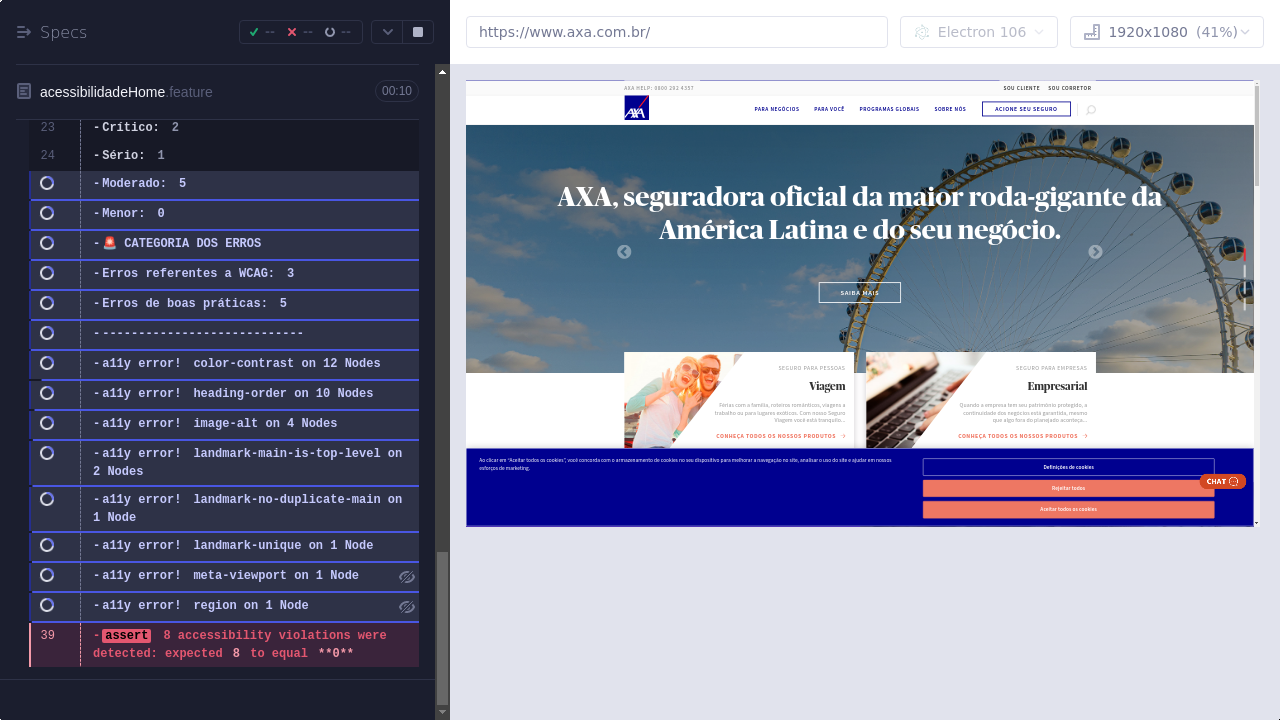 Specs
--
--
--
https://www.axa.com.br/
Electron 106
1920x1080 (41%)
acessibilidadeHome.feature
00:10
23 -Crítico: 2
24 -Sério: 1
-Moderado: 5
-Menor: 0
-🚨 CATEGORIA DOS ERROS
-Erros referentes a WCAG: 3
-Erros de boas práticas: 5
-----------------------------
-a11y error! color-contrast on 12 Nodes
-a11y error! heading-order on 10 Nodes
-a11y error! image-alt on 4 Nodes
-a11y error! landmark-main-is-top-level on
-a11y error! landmark-no-duplicate-main on
1 Node
-a11y error! landmark-unique on 1 Node
-a11y error! meta-viewport on 1 Node
-a11y error! region on 1 Node
39 -assert 8 accessibility violations were
detected: expected 8 to equal **0**
AXA HELP: 0800 292 4357
SOU CLIENTE SOU CORRETOR
AXA
PARA NEGÓCIOS PARA VOCÊ PROGRAMAS GLOBAIS SOBRE NÓS ACIONE SEU SEGURO
AXA, seguradora oficial da maior roda-gigante da
América Latina e do seu negócio.
SAIBA MAIS
SEGURO PARA PESSOAS
Viagem
Férias com a família, roteiros românticos, viagens a
trabalho ou para lugares exóticos. Com nosso Seguro
Viagem você está tranquilo...
CONHEÇA TODOS OS NOSSOS PRODUTOS
SEGURO PARA EMPRESAS
Empresarial
Quando a empresa tem seu patrimônio protegido, a
continuidade dos negócios está garantida, mesmo
que algo fora do planejado aconteça...
CONHEÇA TODOS OS NOSSOS PRODUTOS
Ao clicar em "Aceitar todos os cookies", você concorda com o armazenamento de cookies no seu dispositivo para melhorar a navegação no site, analisar o uso do site e ajudar em nossos
esforços de marketing.
Definições de cookies
Rejeitar todos
Aceitar todos os cookies
CHAT